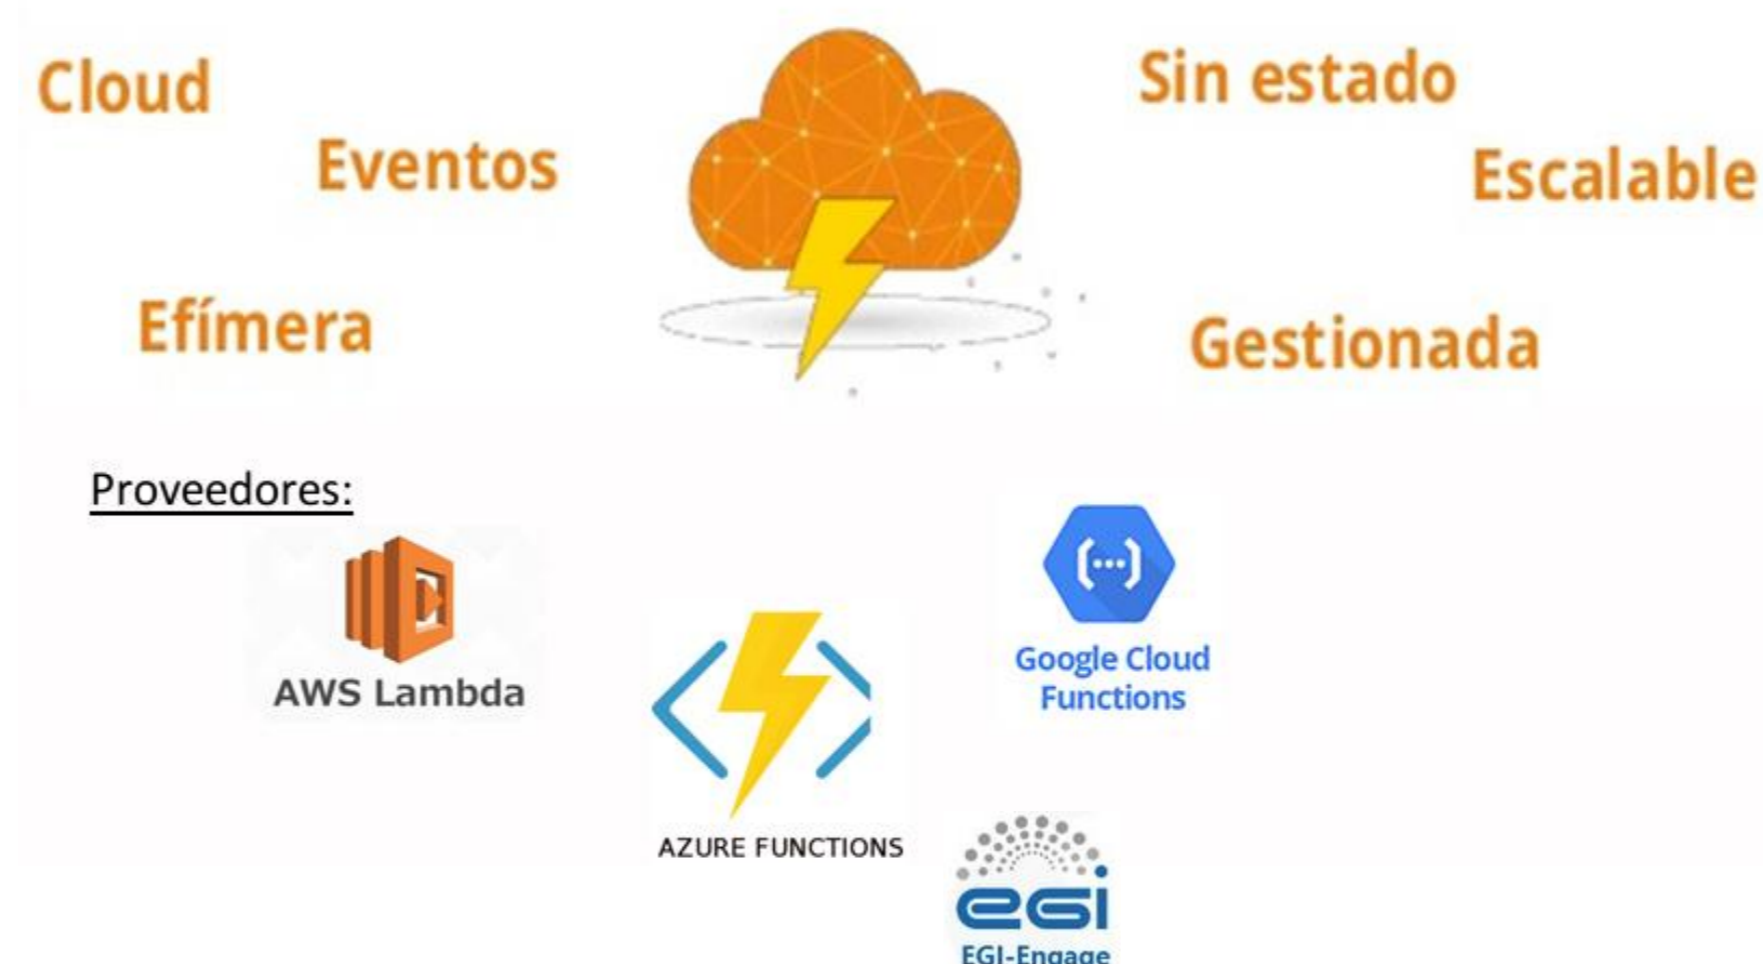 Cloud
Sin estado
Eventos
Escalable
Efímera
Gestionada
Proveedores:
AWS Lambda
Google Cloud
Functions
AZURE FUNCTIONS
egi
EGI-Engage